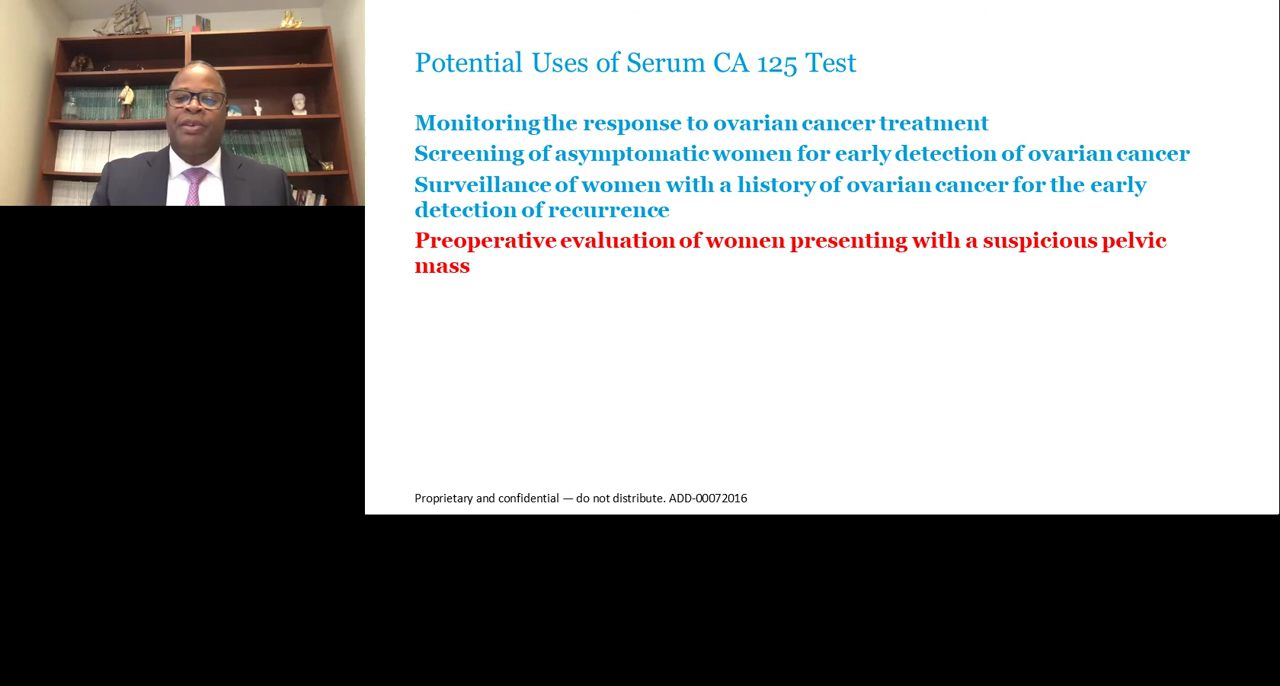 Potential Uses of Serum CA 125 Test
Monitoring the response to ovarian cancer treatment
Screening of asymptomatic women for early detection of ovarian cancer
Surveillance of women with a history of ovarian cancer for the early
detection of recurrence
Preoperative evaluation of women presenting with a suspicious pelvic
mass
Proprietary and confidential — do not distribute. ADD-00072016